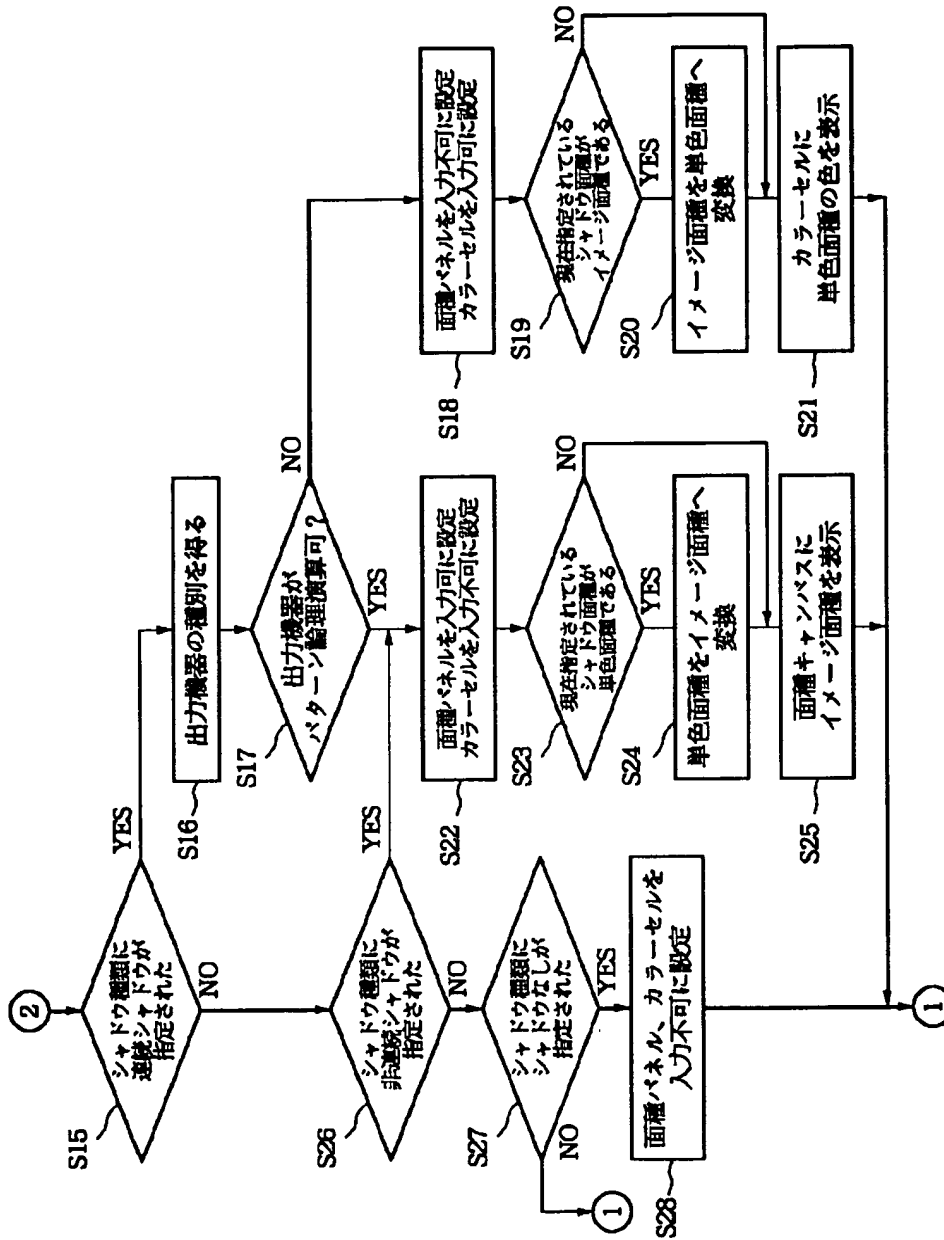 ②
シャドウ種類に
連続シャドウが
指定された
S15
YES
NO
出力機器の種別を得る
S16
出力機器が
パターン論理演算可？
S17
NO
YES
面種パネルを入力不可に設定
カラーセルを入力可に設定
S18
現在指定されている
シャドウ面種が
イメージ面種である
S19
NO
YES
イメージ面種を単色面種へ
変換
S20
カラーセルに
単色面種の色を表示
S21
面種パネルを入力可に設定
カラーセルを入力不可に設定
S22
現在指定されている
シャドウ面種が
単色面種である
S23
NO
YES
単色面種をイメージ面種へ
変換
S24
面種キャンバスに
イメージ面種を表示
S25
シャドウ種類に
非連続シャドウが
指定された
S26
YES
NO
シャドウ種類に
シャドウなしが
指定された
S27
NO
YES
①
面種パネル、カラーセルを
入力不可に設定
S28
①